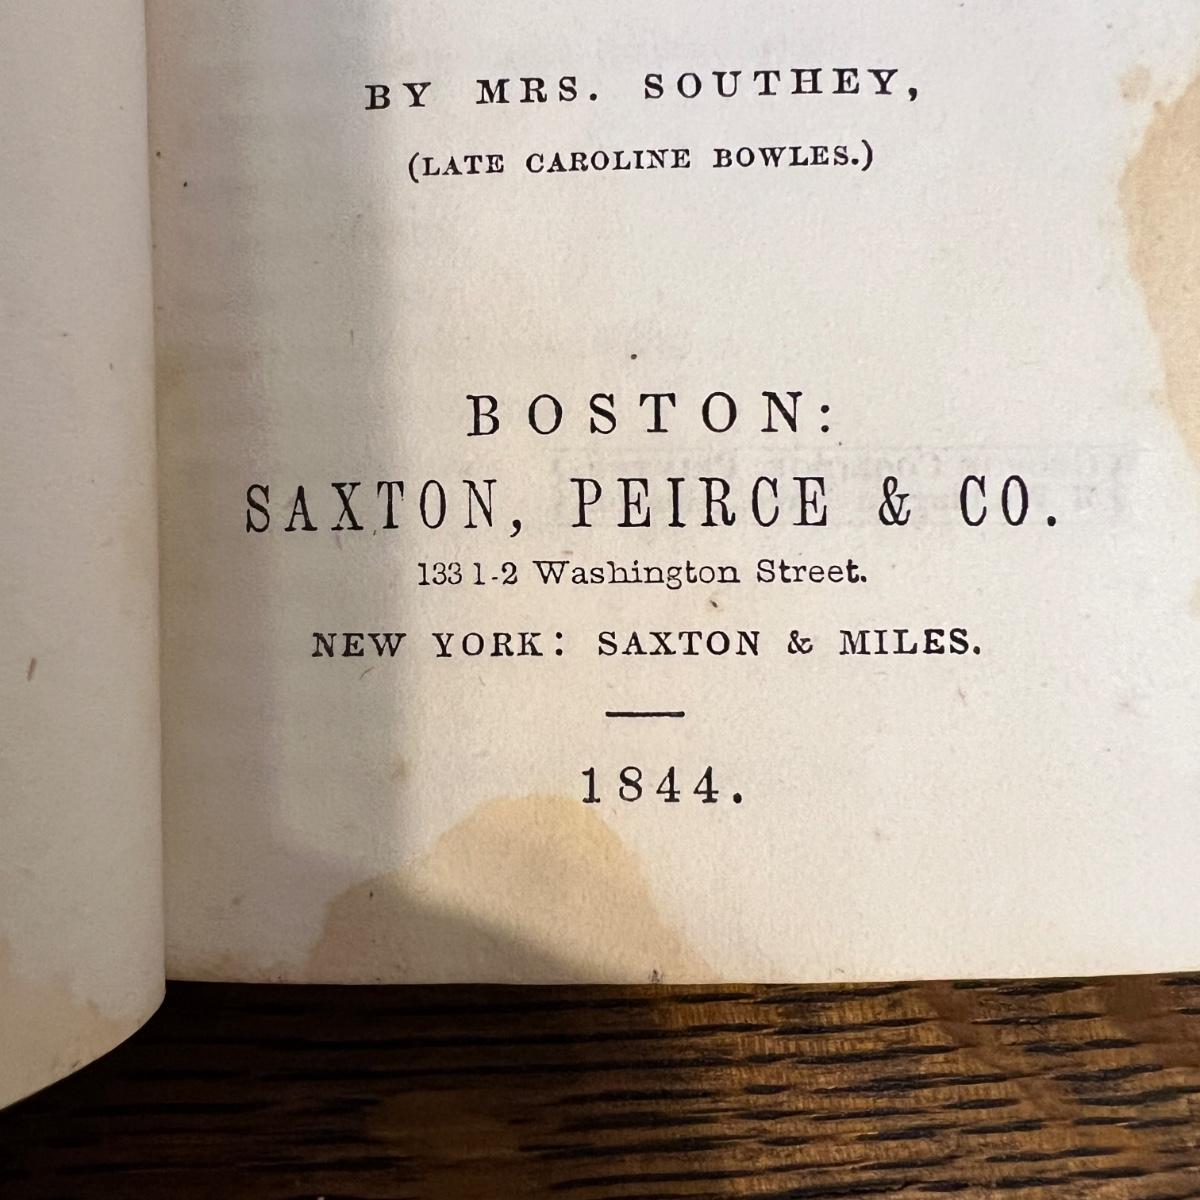 BY MRS. SOUTHEY,
(LATE CAROLINE BOWLES.)
BOSTON:
SAXTON, PEIRCE & CO.
133 1-2 Washington Street.
NEW YORK: SAXTON & MILES.
1844.